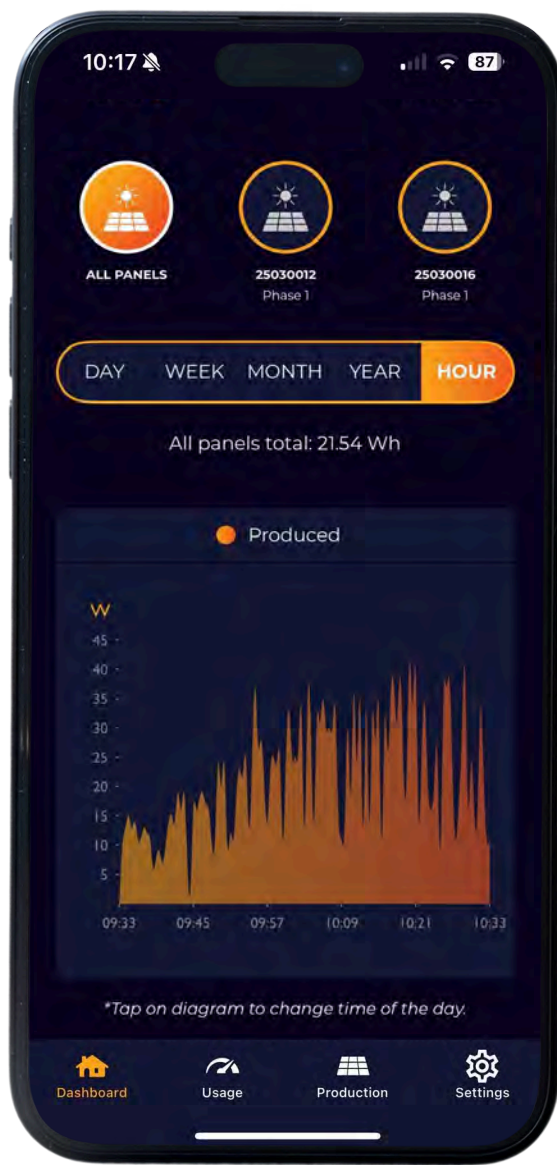 10:17
87
ALL PANELS
25030012
Phase 1
25030016
Phase 1
DAY WEEK MONTH YEAR HOUR
All panels total: 21.54 Wh
Produced
W
45
40
35
30
25
20
15
10
5
09:33 09:45 09:57 10:09 10:21 10:33
*Tap on diagram to change time of the day.
Dashboard Usage Production Settings